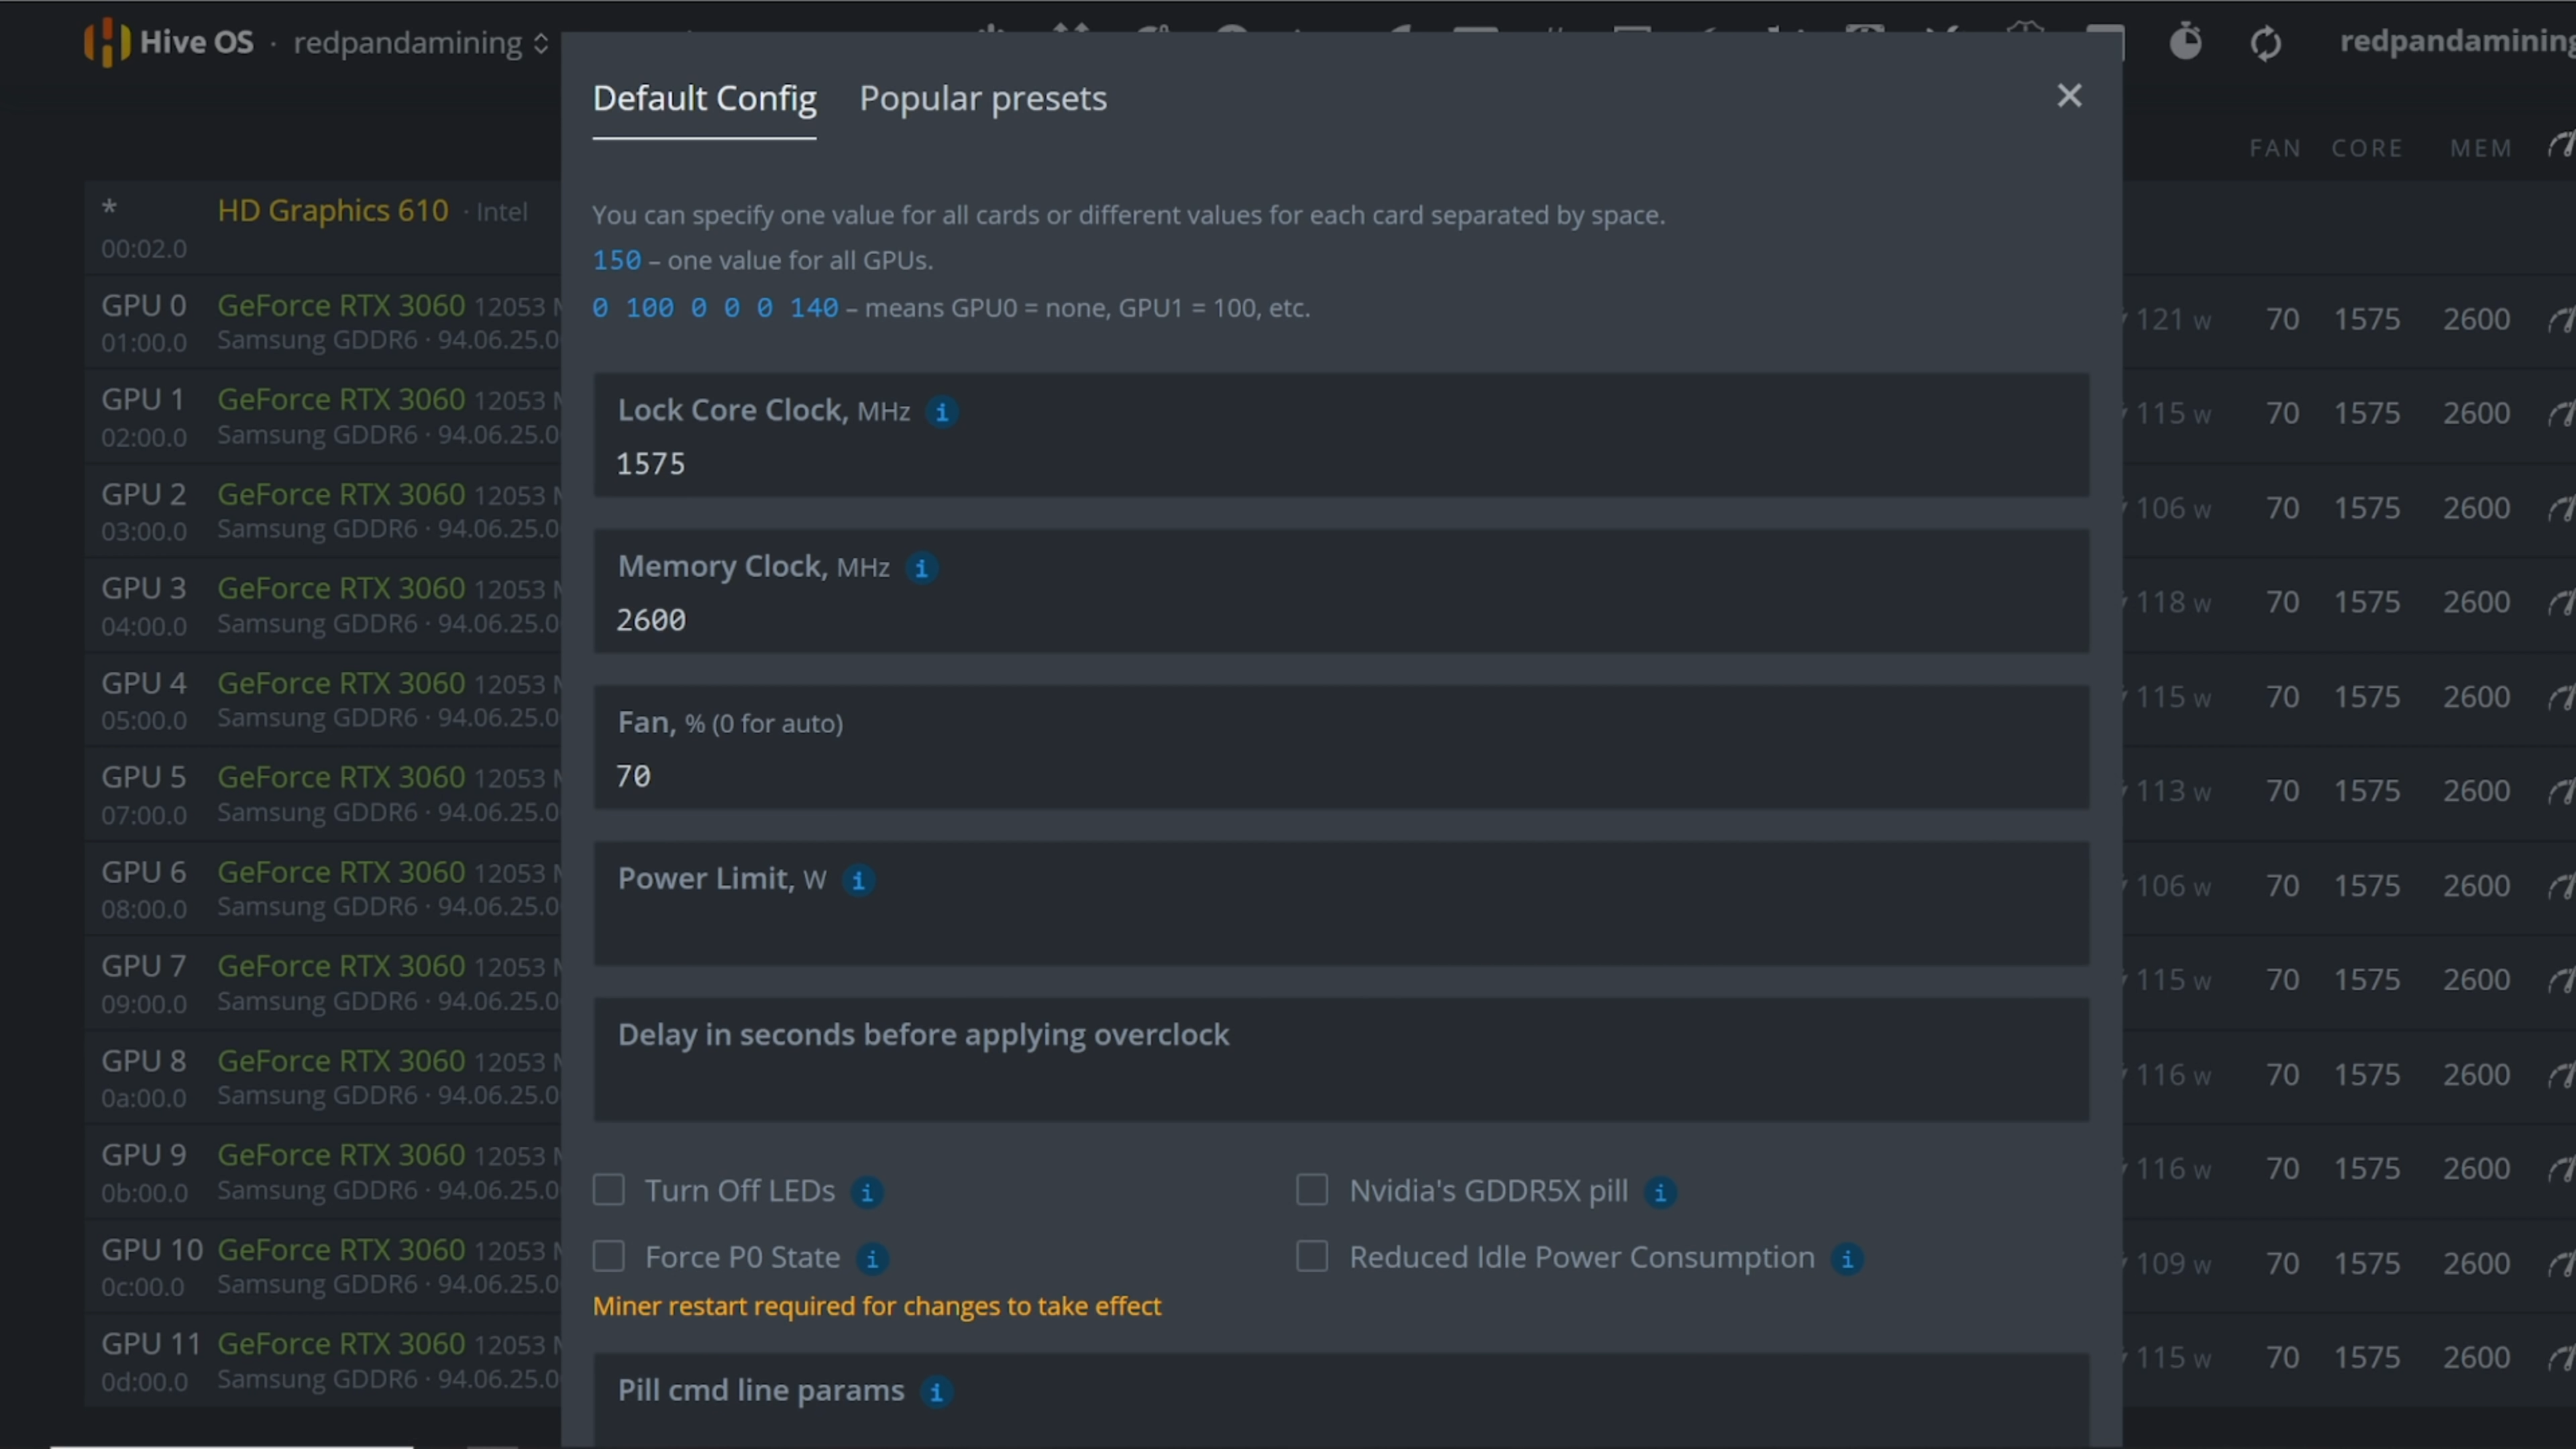 Hive OS · redpandamining
redpandamining
Default Config Popular presets
FAN CORE MEM
You can specify one value for all cards or different values for each card separated by space.
150 – one value for all GPUs.
0 100 0 0 0 140 – means GPU0 = none, GPU1 = 100, etc.
* HD Graphics 610 · Intel
00:02.0
GPU 0 GeForce RTX 3060 12053
01:00.0 Samsung GDDR6 · 94.06.25.0
121 W 70 1575 2600
GPU 1 GeForce RTX 3060 12053
02:00.0 Samsung GDDR6 · 94.06.25.0
115 W 70 1575 2600
GPU 2 GeForce RTX 3060 12053
03:00.0 Samsung GDDR6 · 94.06.25.0
106 W 70 1575 2600
GPU 3 GeForce RTX 3060 12053
04:00.0 Samsung GDDR6 · 94.06.25.0
118 W 70 1575 2600
GPU 4 GeForce RTX 3060 12053
05:00.0 Samsung GDDR6 · 94.06.25.0
115 W 70 1575 2600
GPU 5 GeForce RTX 3060 12053
07:00.0 Samsung GDDR6 · 94.06.25.0
113 W 70 1575 2600
GPU 6 GeForce RTX 3060 12053
08:00.0 Samsung GDDR6 · 94.06.25.0
106 W 70 1575 2600
GPU 7 GeForce RTX 3060 12053
09:00.0 Samsung GDDR6 · 94.06.25.0
115 W 70 1575 2600
GPU 8 GeForce RTX 3060 12053
0a:00.0 Samsung GDDR6 · 94.06.25.0
116 W 70 1575 2600
GPU 9 GeForce RTX 3060 12053
0b:00.0 Samsung GDDR6 · 94.06.25.0
116 W 70 1575 2600
GPU 10 GeForce RTX 3060 12053
0c:00.0 Samsung GDDR6 · 94.06.25.0
109 W 70 1575 2600
GPU 11 GeForce RTX 3060 12053
0d:00.0 Samsung GDDR6 · 94.06.25.0
115 W 70 1575 2600
Lock Core Clock, MHz i
1575
Memory Clock, MHz i
2600
Fan, % (0 for auto)
70
Power Limit, W i
Delay in seconds before applying overclock
Turn Off LEDs i Nvidia's GDDR5X pill i
Force P0 State i Reduced Idle Power Consumption i
Miner restart required for changes to take effect
Pill cmd line params i